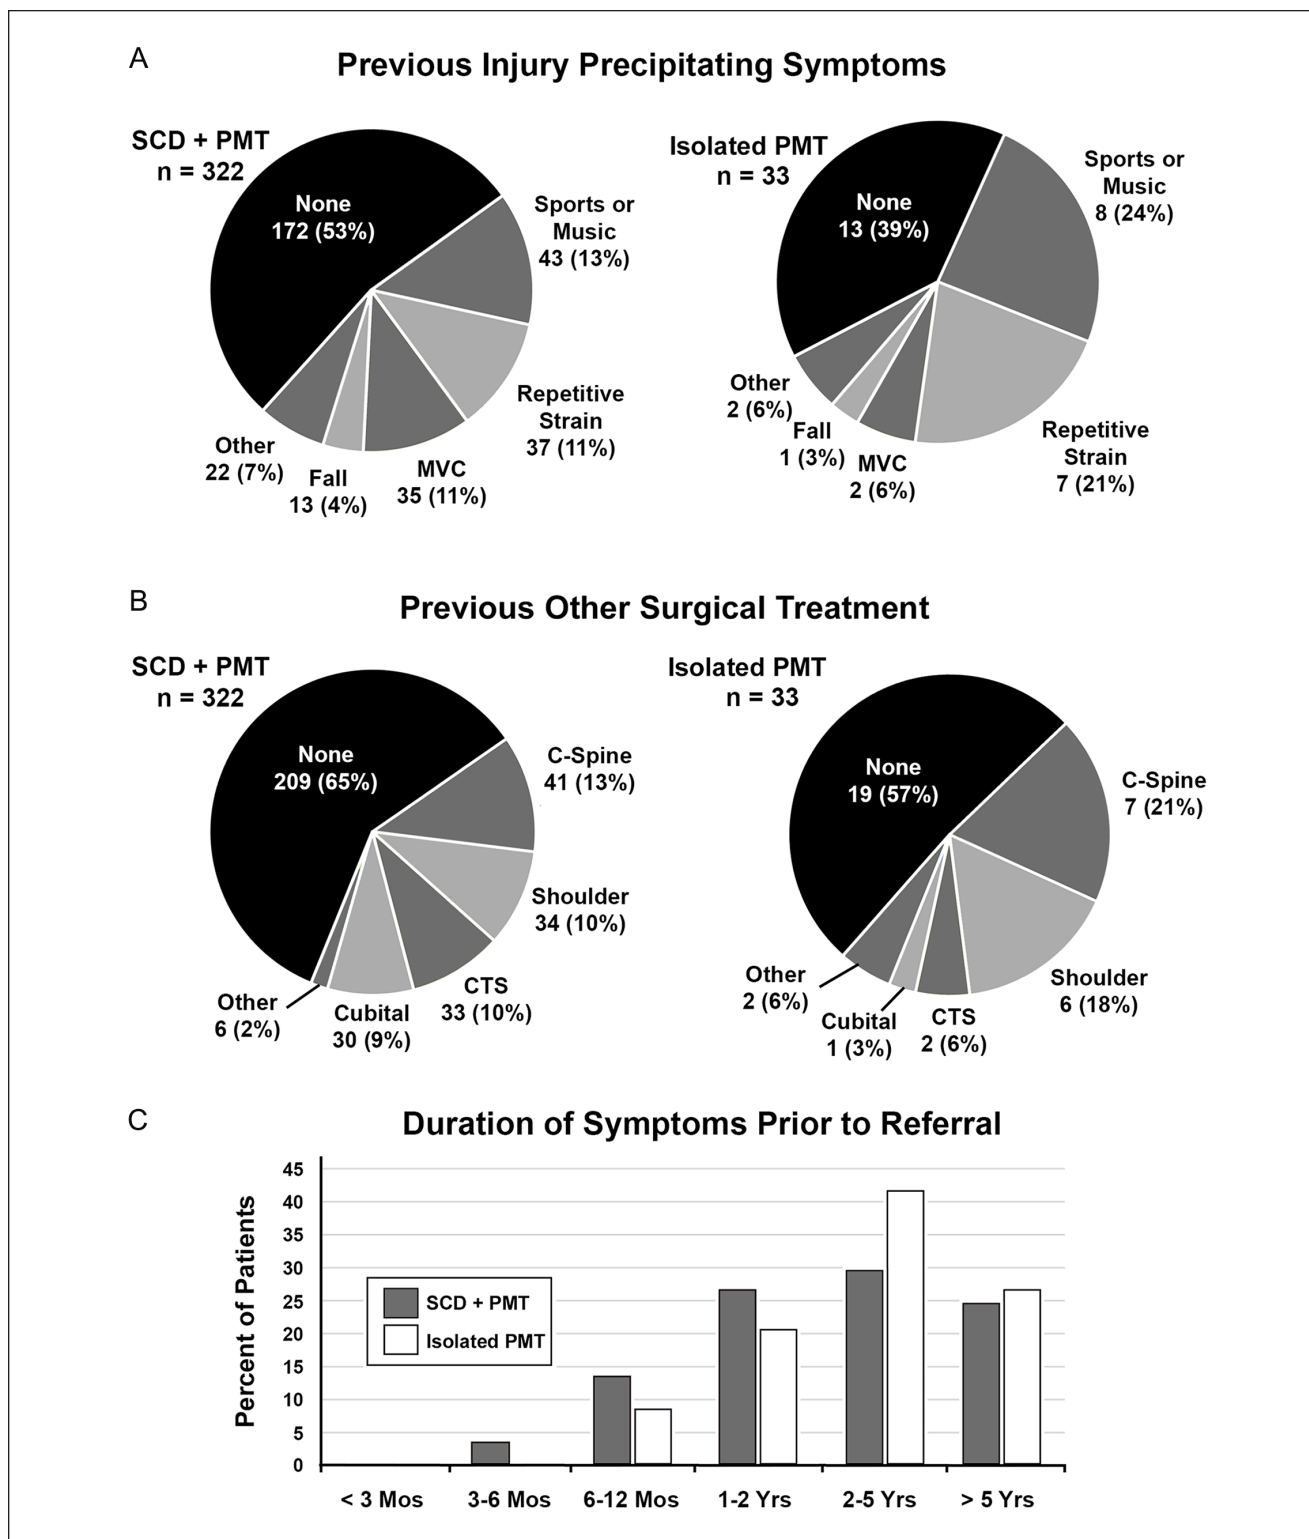 A
Previous Injury Precipitating Symptoms
SCD + PMT
n = 322
None
172 (53%)
Sports or
Music
43 (13%)
Repetitive
Strain
37 (11%)
MVC
35 (11%)
Fall
13 (4%)
Other
22 (7%)
Isolated PMT
n = 33
None
13 (39%)
Sports or
Music
8 (24%)
Repetitive
Strain
7 (21%)
MVC
2 (6%)
Fall
1 (3%)
Other
2 (6%)
B
Previous Other Surgical Treatment
SCD + PMT
n = 322
None
209 (65%)
C-Spine
41 (13%)
Shoulder
34 (10%)
CTS
33 (10%)
Cubital
30 (9%)
Other
6 (2%)
Isolated PMT
n = 33
None
19 (57%)
C-Spine
7 (21%)
Shoulder
6 (18%)
CTS
2 (6%)
Cubital
1 (3%)
Other
2 (6%)
C
Duration of Symptoms Prior to Referral
Percent of Patients
45
40
35
30
25
20
15
10
5
0
SCD + PMT
Isolated PMT
< 3 Mos
3-6 Mos
6-12 Mos
1-2 Yrs
2-5 Yrs
> 5 Yrs